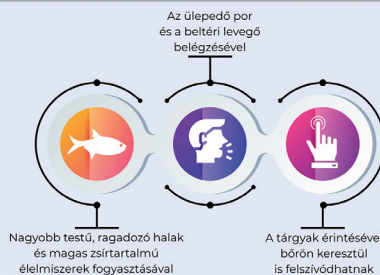 Az ülepedő por
és a beltéri levegő
belégzésével
Nagyobb testű, ragadozó halak
és magas zsírtartalmú
élelmiszerek fogyasztásával
A tárgyak érintéséve
bőrön keresztül
is felszívódhatnak